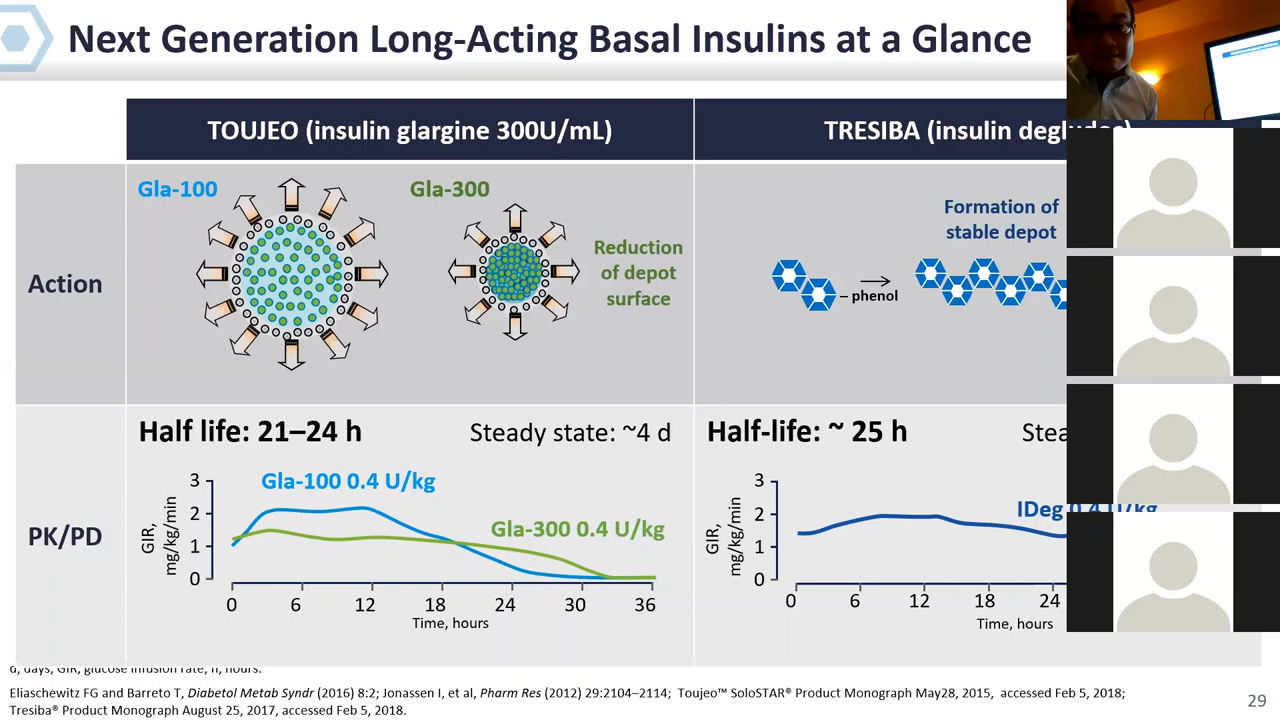 Next Generation Long-Acting Basal Insulins at a Glance
TOUJEO (insulin glargine 300U/mL)
TRESIBA (insulin degludec)
Action
Gla-100
Gla-300
Reduction
of depot
surface
Formation of
stable depot
– phenol
PK/PD
Half life: 21–24 h
Steady state: ~4 d
Gla-100 0.4 U/kg
Gla-300 0.4 U/kg
GIR,
mg/kg/min
3
2
1
0
0 6 12 18 24 30 36
Time, hours
Half-life: ~ 25 h
IDeg 0.4 U/kg
GIR,
mg/kg/min
3
2
1
0
0 6 12 18 24
Time, hours
d, days; GIR, glucose infusion rate; h, hours.
Eliaschewitz FG and Barreto T, Diabetol Metab Syndr (2016) 8:2; Jonassen I, et al, Pharm Res (2012) 29:2104–2114; Toujeo™ SoloSTAR® Product Monograph May28, 2015, accessed Feb 5, 2018;
Tresiba® Product Monograph August 25, 2017, accessed Feb 5, 2018.
29